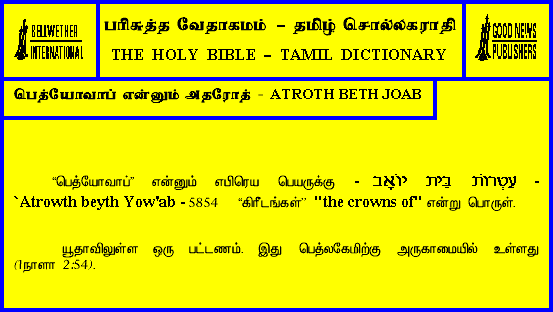 BELLWETHER
INTERNATIONAL
பரிசுத்த வேதாகமம் – தமிழ் சொல்லகராதி
THE HOLY BIBLE – TAMIL DICTIONARY
GOOD NEWS
PUBLISHERS
பெத்யோவாப் என்னும் அதரோத் - ATROTH BETH JOAB
“பெத்யோவாப்” என்னும் எபிரெய பெயருக்கு - עַטְרוֹת בֵּית יוֹאָב -
`Atrowth beyth Yow'ab - 5854 “கிரீடங்கள்” "the crowns of" என்று பொருள்.
யூதாவிலுள்ள ஒரு பட்டணம். இது பெத்லகேமிற்கு அருகாமையில் உள்ளது
(1நாளா 2:54).